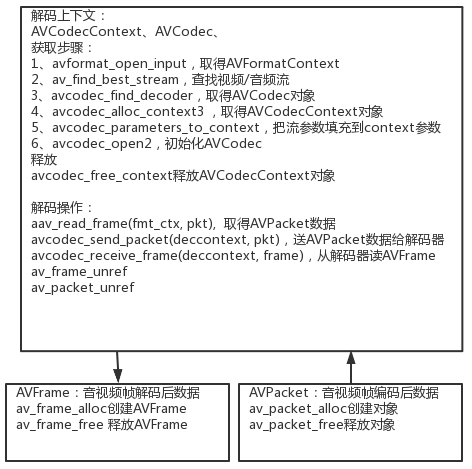 解码上下文：
AVCodecContext、AVCodec、
获取步骤：
1、avformat_open_input，取得AVFormatContext
2、av_find_best_stream，查找视频/音频流
3、avcodec_find_decoder，取得AVCodec对象
4、avcodec_alloc_context3 ，取得AVCodecContext对象
5、avcodec_parameters_to_context，把流参数填充到context参数
6、avcodec_open2，初始化AVCodec
释放
avcodec_free_context释放AVCodecContext对象
解码操作：
aav_read_frame(fmt_ctx, pkt),  取得AVPacket数据
avcodec_send_packet(deccontext, pkt)，送AVPacket数据给解码器
avcodec_receive_frame(deccontext, frame)，从解码器读AVFrame
av_frame_unref
av_packet_unref
AVFrame：音视频帧解码后数据
av_frame_alloc创建AVFrame
av_frame_free 释放AVFrame
AVPacket：音视频帧编码后数据
av_packet_alloc创建对象
av_packet_free释放对象